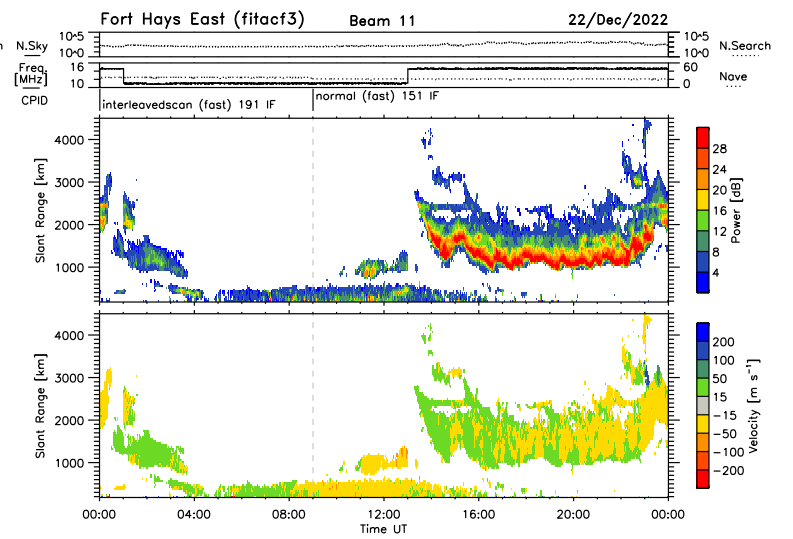 Fort Hays East (fitacf3) Beam 11 22/Dec/2022
n N.Sky 10^5 10^0 10^5 10^0 N.Search
Freq. [MHz] 16 10 60 0 Nave
CPID interleavedscan (fast) 191 IF normal (fast) 151 IF
Slant Range [km]
4000
3000
2000
1000
28
24
20
16
12
8
4
Power [dB]
Slant Range [km]
4000
3000
2000
1000
200
100
50
15
-15
-50
-100
-200
Velocity [m s⁻¹]
00:00 04:00 08:00 12:00 16:00 20:00 00:00
Time UT